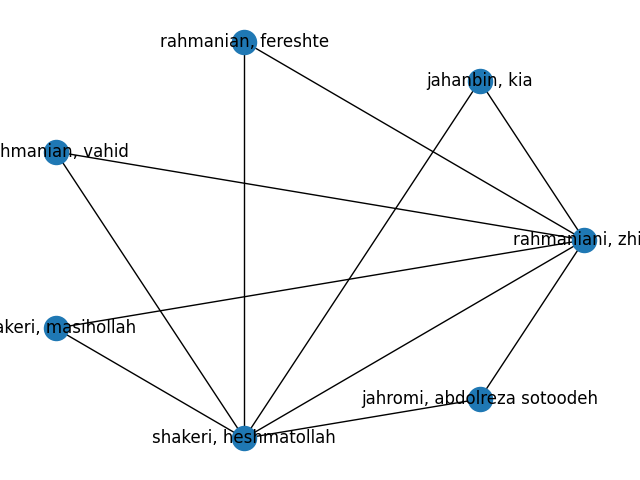 rahmanian, fereshte
jahanbin, kia
hmanian, vahid
rahmaniani, zhi
akeri, masihollah
jahromi, abdolreza sotoodeh
shakeri, heshmatollah